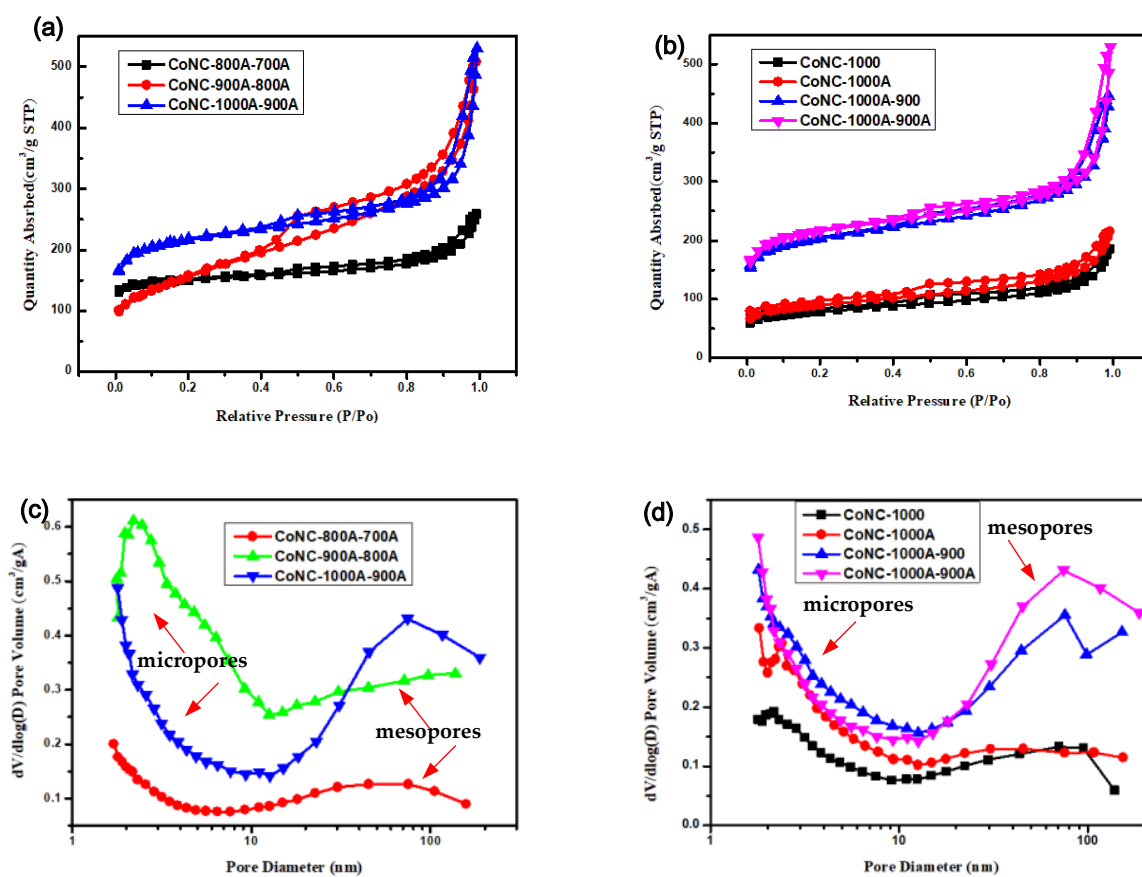 (a)
CoNC-800A-700A
CoNC-900A-800A
CoNC-1000A-900A
Quantity Absrbed(cm³/g STP)
500
400
300
200
100
0
0.0 0.2 0.4 0.6 0.8 1.0
Relative Pressure (P/Po)
(b)
CoNC-1000
CoNC-1000A
CoNC-1000A-900
CoNC-1000A-900A
Quantity Absrbed(cm³/g STP)
500
400
300
200
100
0
0.0 0.2 0.4 0.6 0.8 1.0
Relative Pressure (P/Po)
(c)
CoNC-800A-700A
CoNC-900A-800A
CoNC-1000A-900A
micropores
mesopores
dV/dlog(D) Pore Volume (cm³/gA)
0.6
0.5
0.4
0.3
0.2
0.1
1 10 100
Pore Diameter (nm)
(d)
CoNC-1000
CoNC-1000A
CoNC-1000A-900
CoNC-1000A-900A
mesopores
micropores
dV/dlog(D) Pore Volume (cm³/gA)
0.5
0.4
0.3
0.2
0.1
0.0
1 10 100
Pore Diameter (nm)